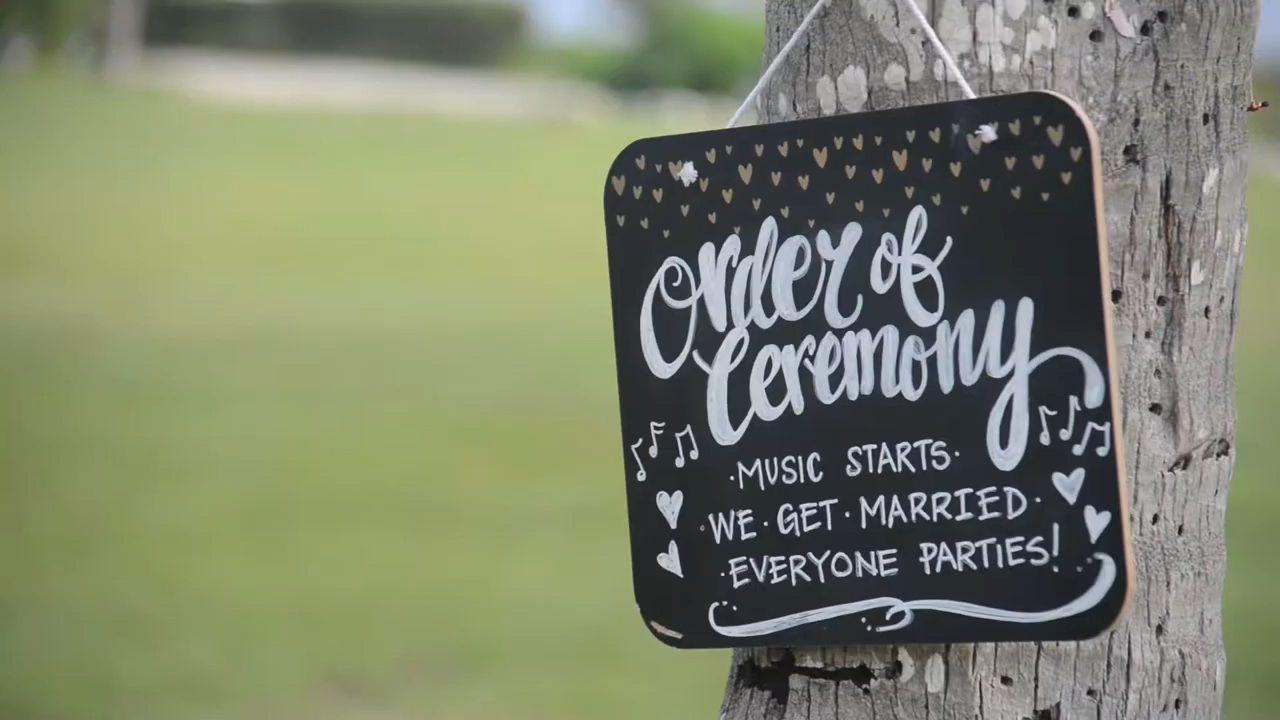 Order of
Ceremony
·MUSIC STARTS·
·WE·GET·MARRIED·
·EVERYONE PARTIES!